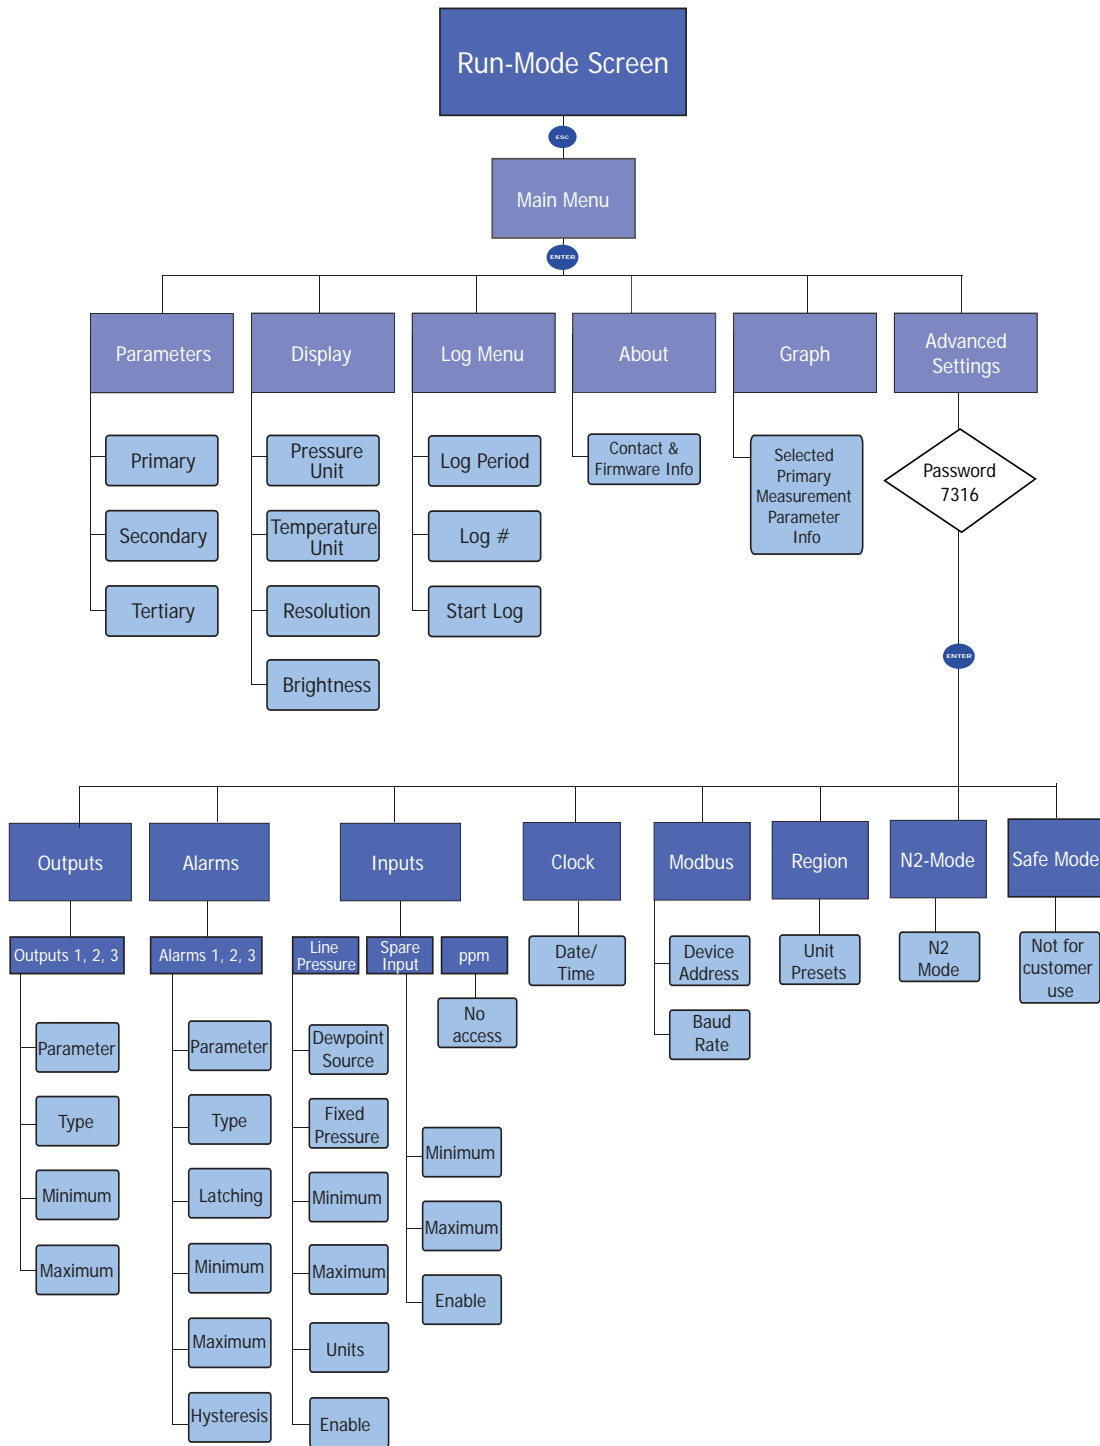 Run-Mode Screen
ESC
Main Menu
ENTER
Parameters
Display
Log Menu
About
Graph
Advanced
Settings
Primary
Secondary
Tertiary
Pressure
Unit
Temperature
Unit
Resolution
Brightness
Log Period
Log #
Start Log
Contact &
Firmware Info
Selected
Primary
Measurement
Parameter
Info
Password
7316
ENTER
Outputs
Alarms
Inputs
Clock
Modbus
Region
N2-Mode
Safe Mode
Outputs 1, 2, 3
Parameter
Type
Minimum
Maximum
Alarms 1, 2, 3
Parameter
Type
Latching
Minimum
Maximum
Hysteresis
Line
Pressure
Dewpoint
Source
Fixed
Pressure
Minimum
Maximum
Units
Enable
Spare
Input
Minimum
Maximum
Enable
ppm
No
access
Date/
Time
Device
Address
Baud
Rate
Unit
Presets
N2
Mode
Not for
customer
use